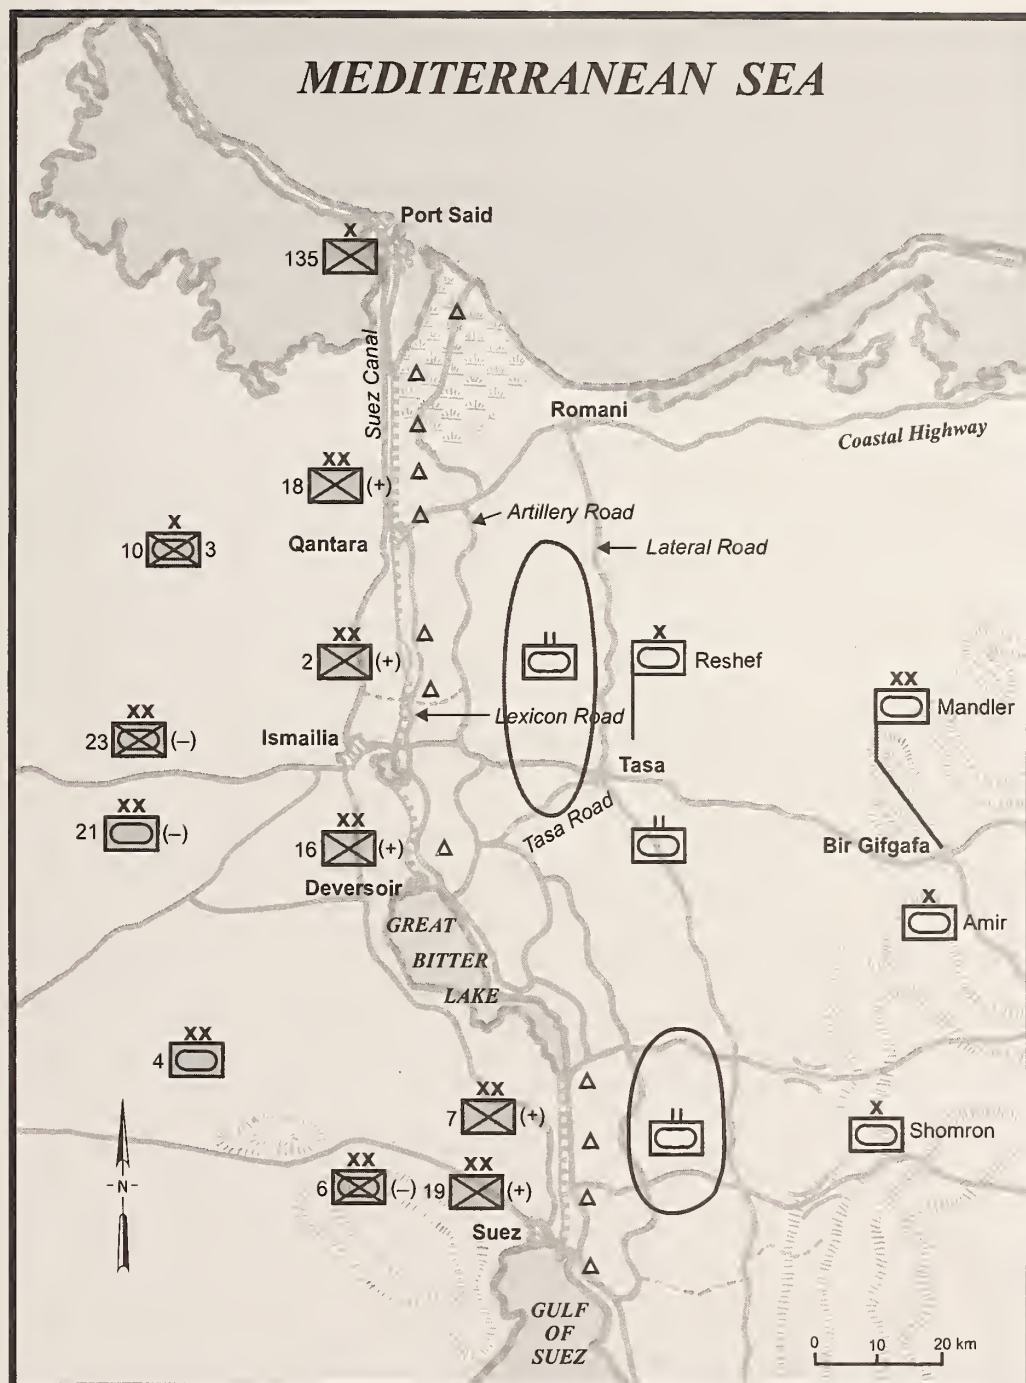 MEDITERRANEAN SEA
Port Said
X
135
Suez Canal
Romani
Coastal Highway
XX
18 (+)
Artillery Road
X
10 3
Qantara
Lateral Road
XX
2 (+)
II
X
Reshef
XX
Mandler
Lexicon Road
XX
23 (–)
Ismailia
Tasa
XX
21 (–)
XX
16 (+)
Tasa Road
II
Bir Gifgafa
Deversoir
X
Amir
GREAT
BITTER
LAKE
XX
4
XX
7 (+)
II
X
Shomron
-N-
XX
6 (–)
XX
19 (+)
Suez
GULF
OF
SUEZ
0 10 20 km